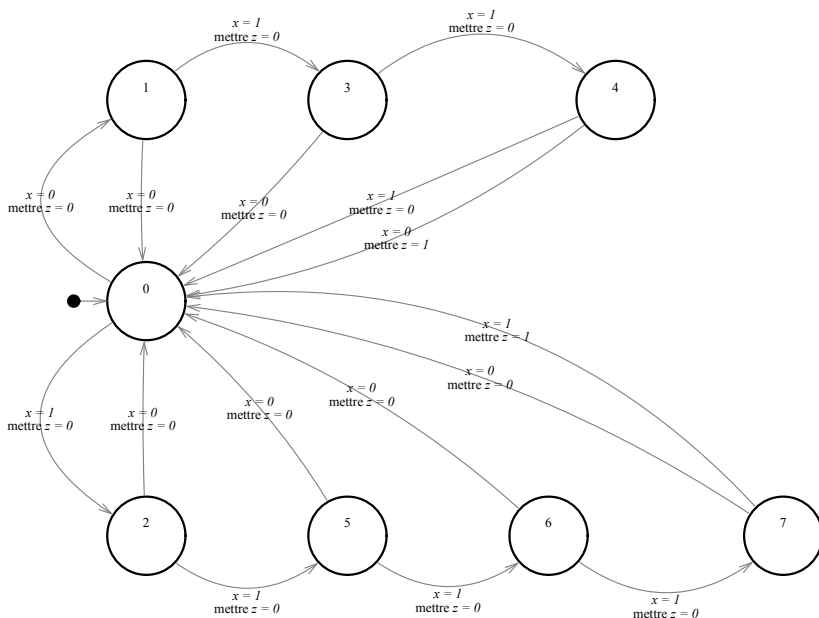 x = 1
mettre z = 0
x = 1
mettre z = 0
1
3
4
x = 0
mettre z = 0
x = 0
mettre z = 0
x = 0
mettre z = 0
x = 1
mettre z = 0
x = 0
mettre z = 1
0
x = 1
mettre z = 1
x = 0
mettre z = 0
x = 0
mettre z = 0
x = 0
mettre z = 0
x = 1
mettre z = 0
x = 0
mettre z = 0
2
5
6
7
x = 1
mettre z = 0
x = 1
mettre z = 0
x = 1
mettre z = 0